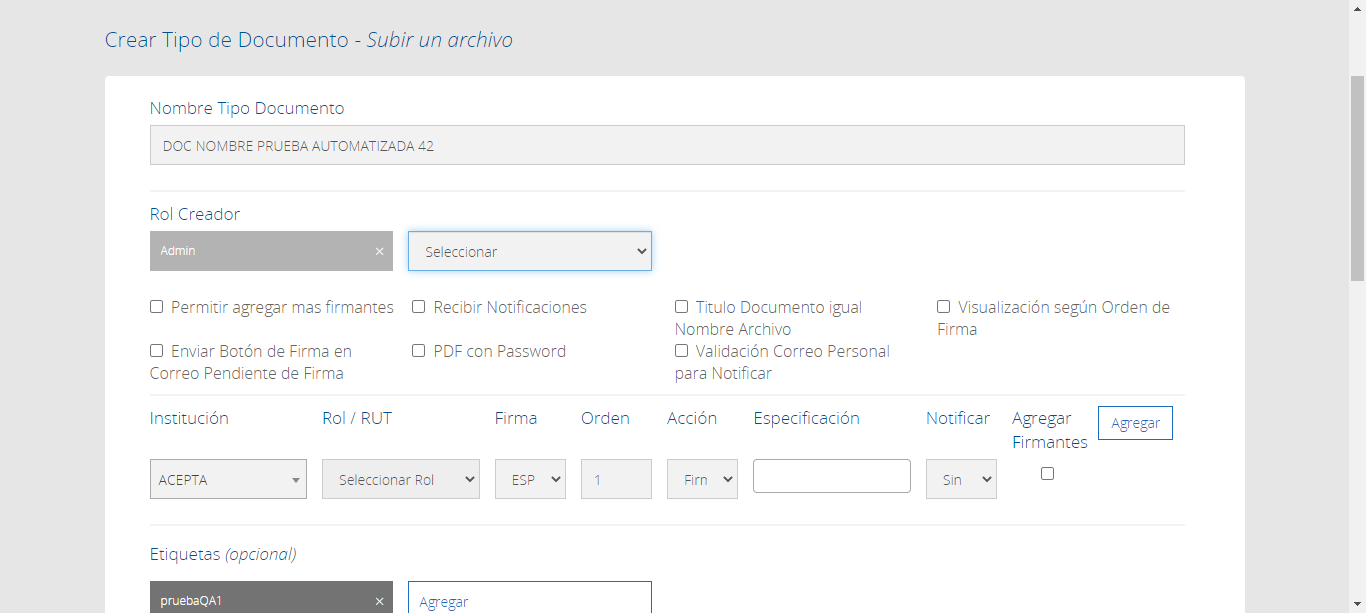 Crear Tipo de Documento - Subir un archivo
Nombre Tipo Documento
DOC NOMBRE PRUEBA AUTOMATIZADA 42
Rol Creador
Admin ×
Seleccionar
Permitir agregar mas firmantes
Recibir Notificaciones
Titulo Documento igual
Nombre Archivo
Visualización según Orden de
Firma
Enviar Botón de Firma en
Correo Pendiente de Firma
PDF con Password
Validación Correo Personal
para Notificar
Institución
Rol / RUT
Firma
Orden
Acción
Especificación
Notificar
Agregar
Firmantes
Agregar
ACEPTA
Seleccionar Rol
ESP
1
Firn
Sin
Etiquetas (opcional)
pruebaQA1 ×
Agregar